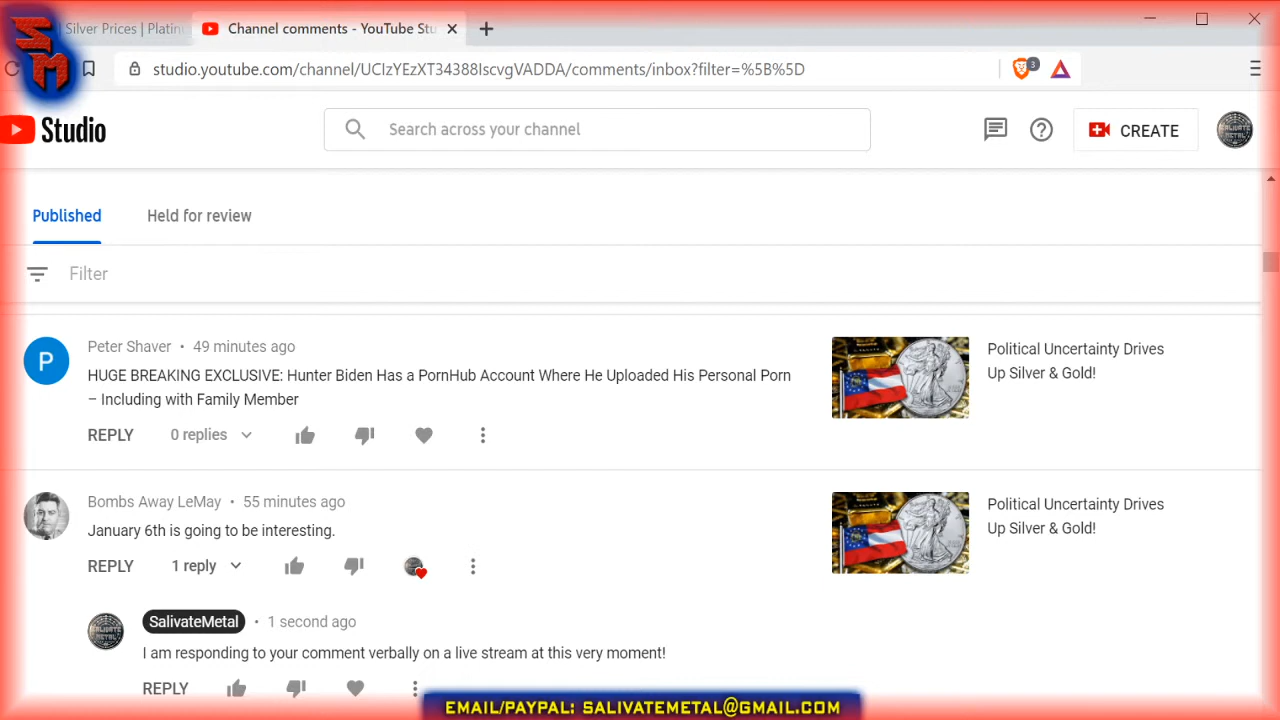 SM
Silver Prices | Platin
Channel comments - YouTube Stu
studio.youtube.com/channel/UCIzYEzXT34388IscvgVADDA/comments/inbox?filter=%5B%5D
3
Studio
Search across your channel
CREATE
SALIVATE METAL
Published
Held for review
Filter
P
Peter Shaver • 49 minutes ago
HUGE BREAKING EXCLUSIVE: Hunter Biden Has a PornHub Account Where He Uploaded His Personal Porn
– Including with Family Member
REPLY
0 replies
Political Uncertainty Drives
Up Silver & Gold!
Bombs Away LeMay • 55 minutes ago
January 6th is going to be interesting.
REPLY
1 reply
Political Uncertainty Drives
Up Silver & Gold!
SalivateMetal • 1 second ago
I am responding to your comment verbally on a live stream at this very moment!
REPLY
EMAIL/PAYPAL: SALIVATEMETAL@GMAIL.COM